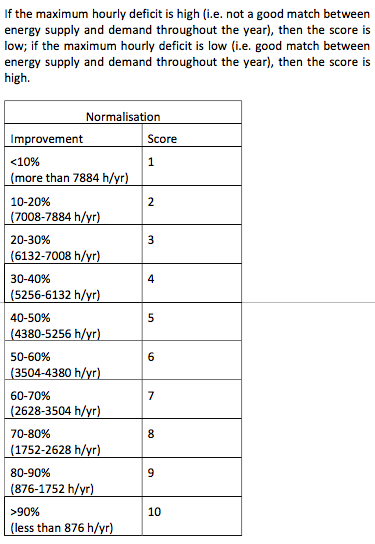 If the maximum hourly deficit is high (i.e. not a good match between
energy supply and demand throughout the year), then the score is
low; if the maximum hourly deficit is low (i.e. good match between
energy supply and demand throughout the year), then the score is
high.
Normalisation
Improvement Score
<10% 1
(more than 7884 h/yr)
10-20% 2
(7008-7884 h/yr)
20-30% 3
(6132-7008 h/yr)
30-40% 4
(5256-6132 h/yr)
40-50% 5
(4380-5256 h/yr)
50-60% 6
(3504-4380 h/yr)
60-70% 7
(2628-3504 h/yr)
70-80% 8
(1752-2628 h/yr)
80-90% 9
(876-1752 h/yr)
>90% 10
(less than 876 h/yr)